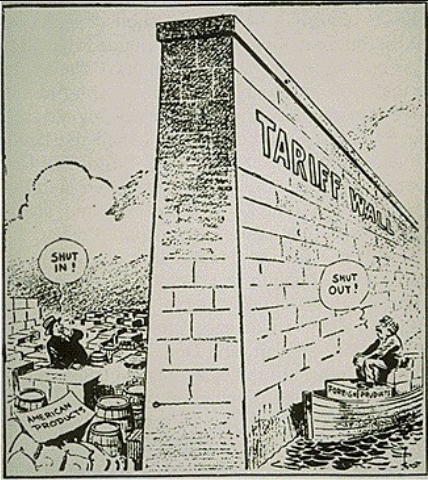 TARIFF WALL
SHUT
IN!
SHUT
OUT!
FOREIGN PRODUCTS
AMERICAN
PRODUCTS